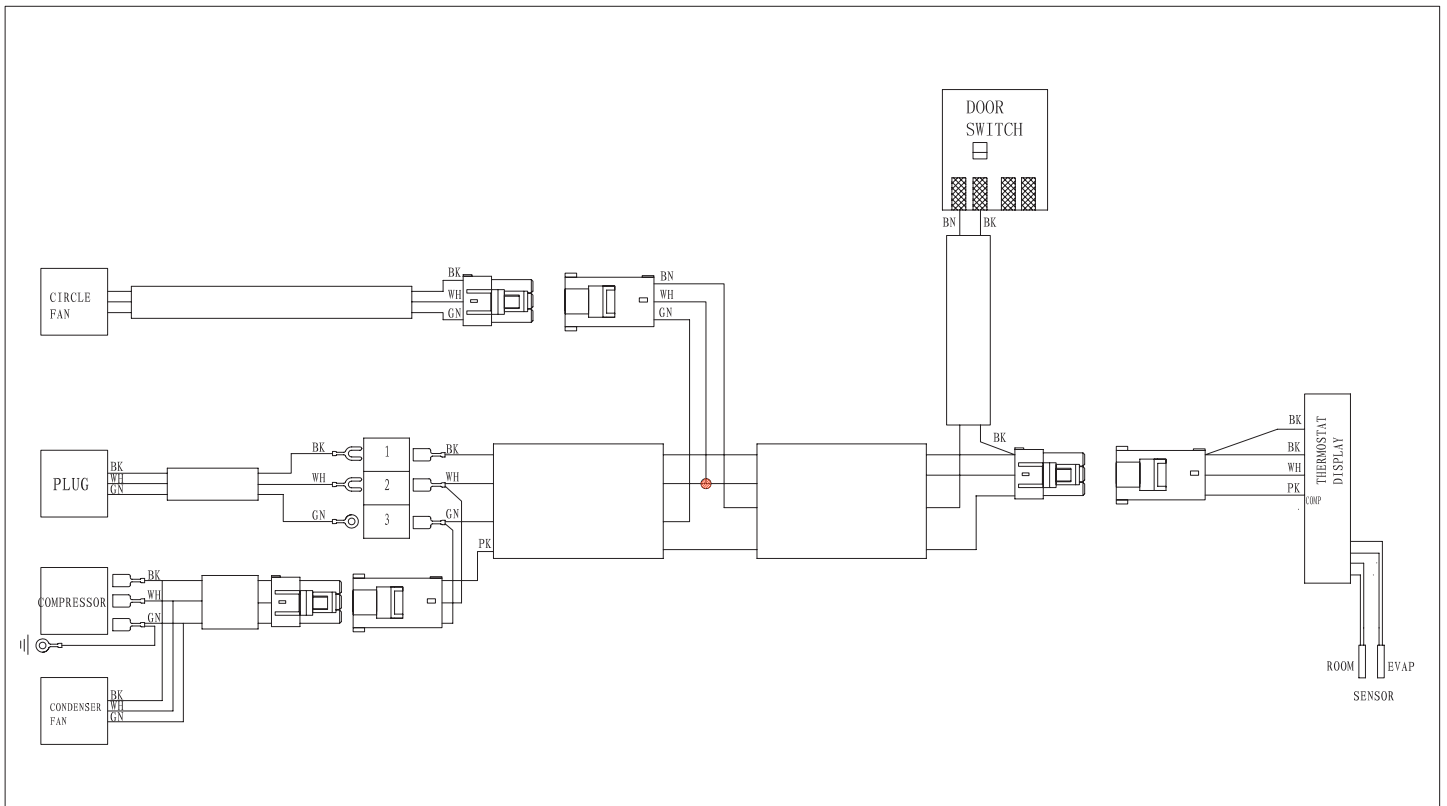 DOOR
SWITCH
BN BK
CIRCLE
FAN
BK
WH
GN
BN
WH
GN
PLUG
BK
WH
GN
BK
WH
GN
1
2
3
BK
WH
GN
PK
BK
BK
BK
WH
PK
COMP
THERMOSTAT
DISPLAY
COMPRESSOR
BK
WH
GN
CONDENSER
FAN
BK
WH
GN
ROOM EVAP
SENSOR